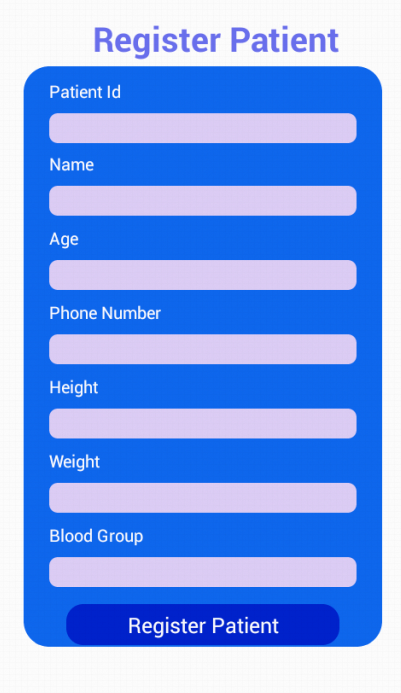 Register Patient
Patient Id
Name
Age
Phone Number
Height
Weight
Blood Group
Register Patient